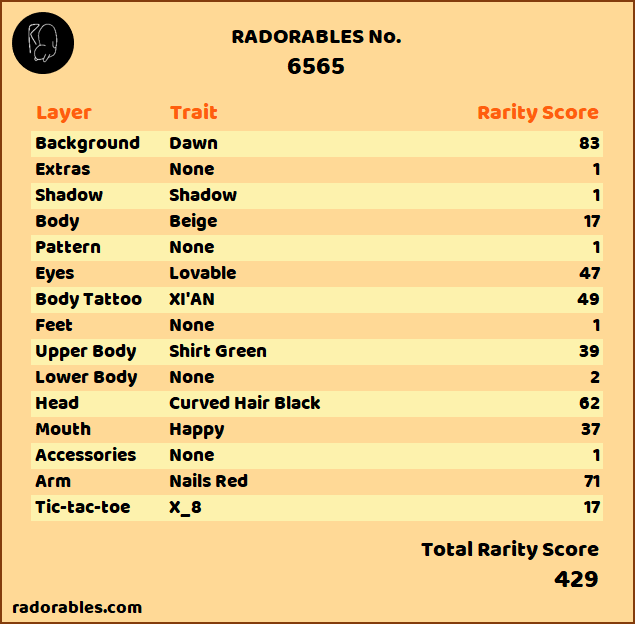 RADORABLES No.
6565
Layer Trait Rarity Score
Background Dawn 83
Extras None 1
Shadow Shadow 1
Body Beige 17
Pattern None 1
Eyes Lovable 47
Body Tattoo XI'AN 49
Feet None 1
Upper Body Shirt Green 39
Lower Body None 2
Head Curved Hair Black 62
Mouth Happy 37
Accessories None 1
Arm Nails Red 71
Tic-tac-toe X_8 17
Total Rarity Score
429
radorables.com